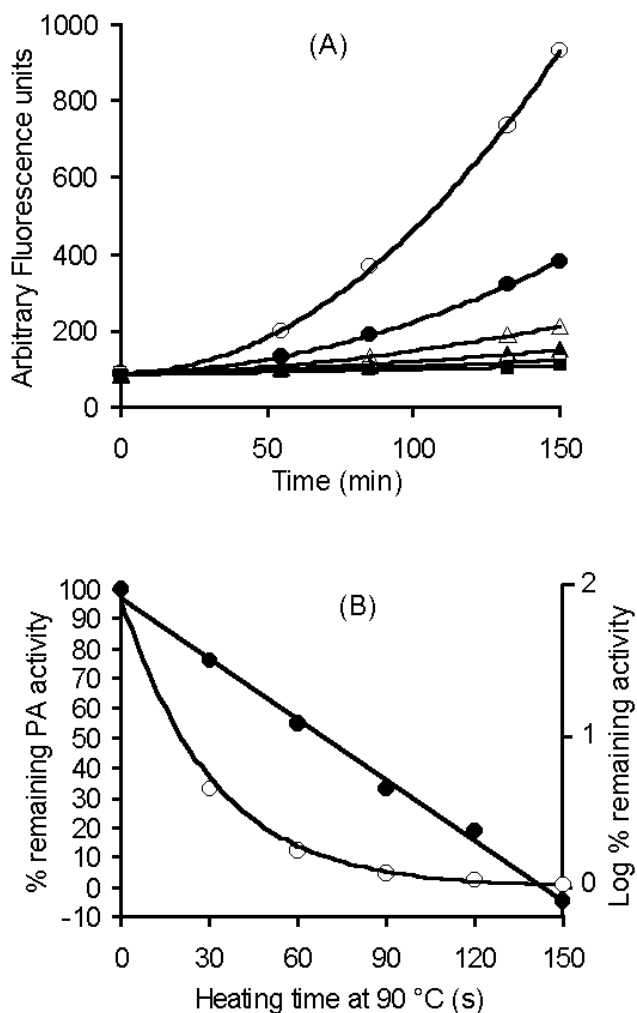 (A)
1000
800
600
400
200
0
Arbitrary Fluorescence units
0 50 100 150
Time (min)
(B)
100
90
80
70
60
50
40
30
20
10
0
-10
% remaining PA activity
2
1
0
Log % remaining activity
0 30 60 90 120 150
Heating time at 90 °C (s)